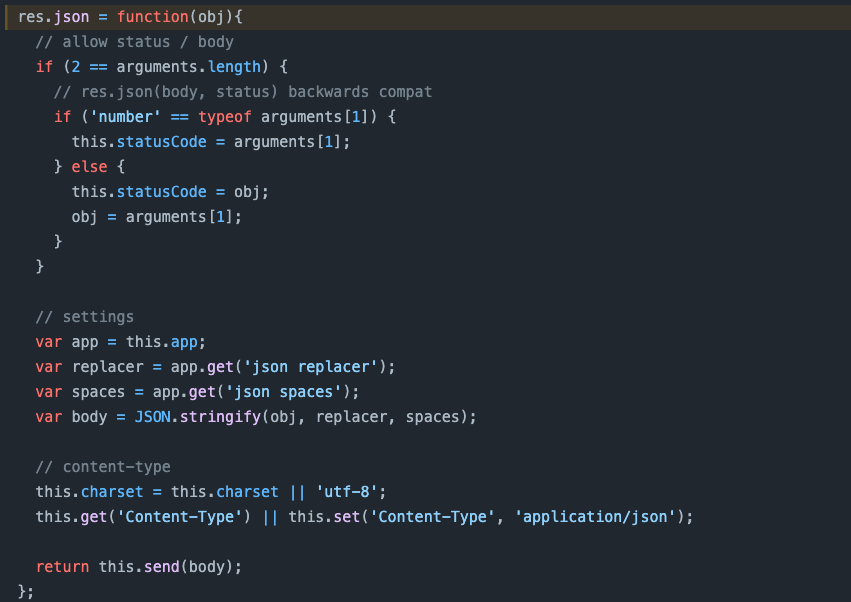 res.json = function(obj){
  // allow status / body
  if (2 == arguments.length) {
    // res.json(body, status) backwards compat
    if ('number' == typeof arguments[1]) {
      this.statusCode = arguments[1];
    } else {
      this.statusCode = obj;
      obj = arguments[1];
    }
  }

  // settings
  var app = this.app;
  var replacer = app.get('json replacer');
  var spaces = app.get('json spaces');
  var body = JSON.stringify(obj, replacer, spaces);

  // content-type
  this.charset = this.charset || 'utf-8';
  this.get('Content-Type') || this.set('Content-Type', 'application/json');

  return this.send(body);
};